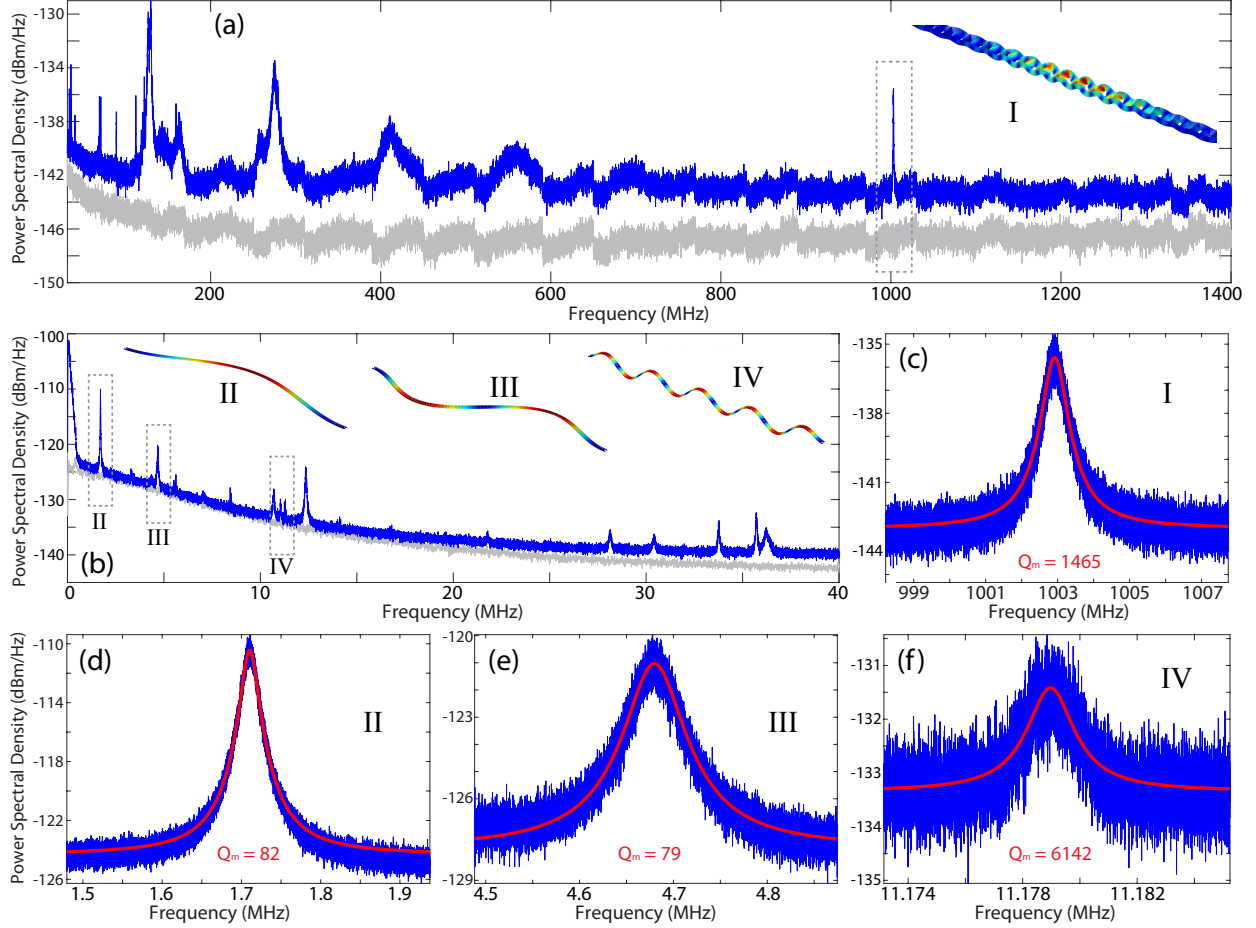 (a)
I
Power Spectral Density (dBm/Hz)
-130
-134
-138
-142
-146
-150
200 400 600 800 1000 1200 1400
Frequency (MHz)
(b)
II III IV
Power Spectral Density (dBm/Hz)
-100
-110
-120
-130
-140
II
III
IV
0 10 20 30 40
Frequency (MHz)
(c)
I
-135
-138
-141
-144
Qm = 1465
999 1001 1003 1005 1007
Frequency (MHz)
(d)
II
Power Spectral Density (dBm/Hz)
-110
-114
-118
-122
-126
Qm = 82
1.5 1.6 1.7 1.8 1.9
Frequency (MHz)
(e)
III
-120
-123
-126
-129
Qm = 79
4.5 4.6 4.7 4.8
Frequency (MHz)
(f)
IV
-131
-132
-133
-134
-135
Qm = 6142
11.174 11.178 11.182
Frequency (MHz)